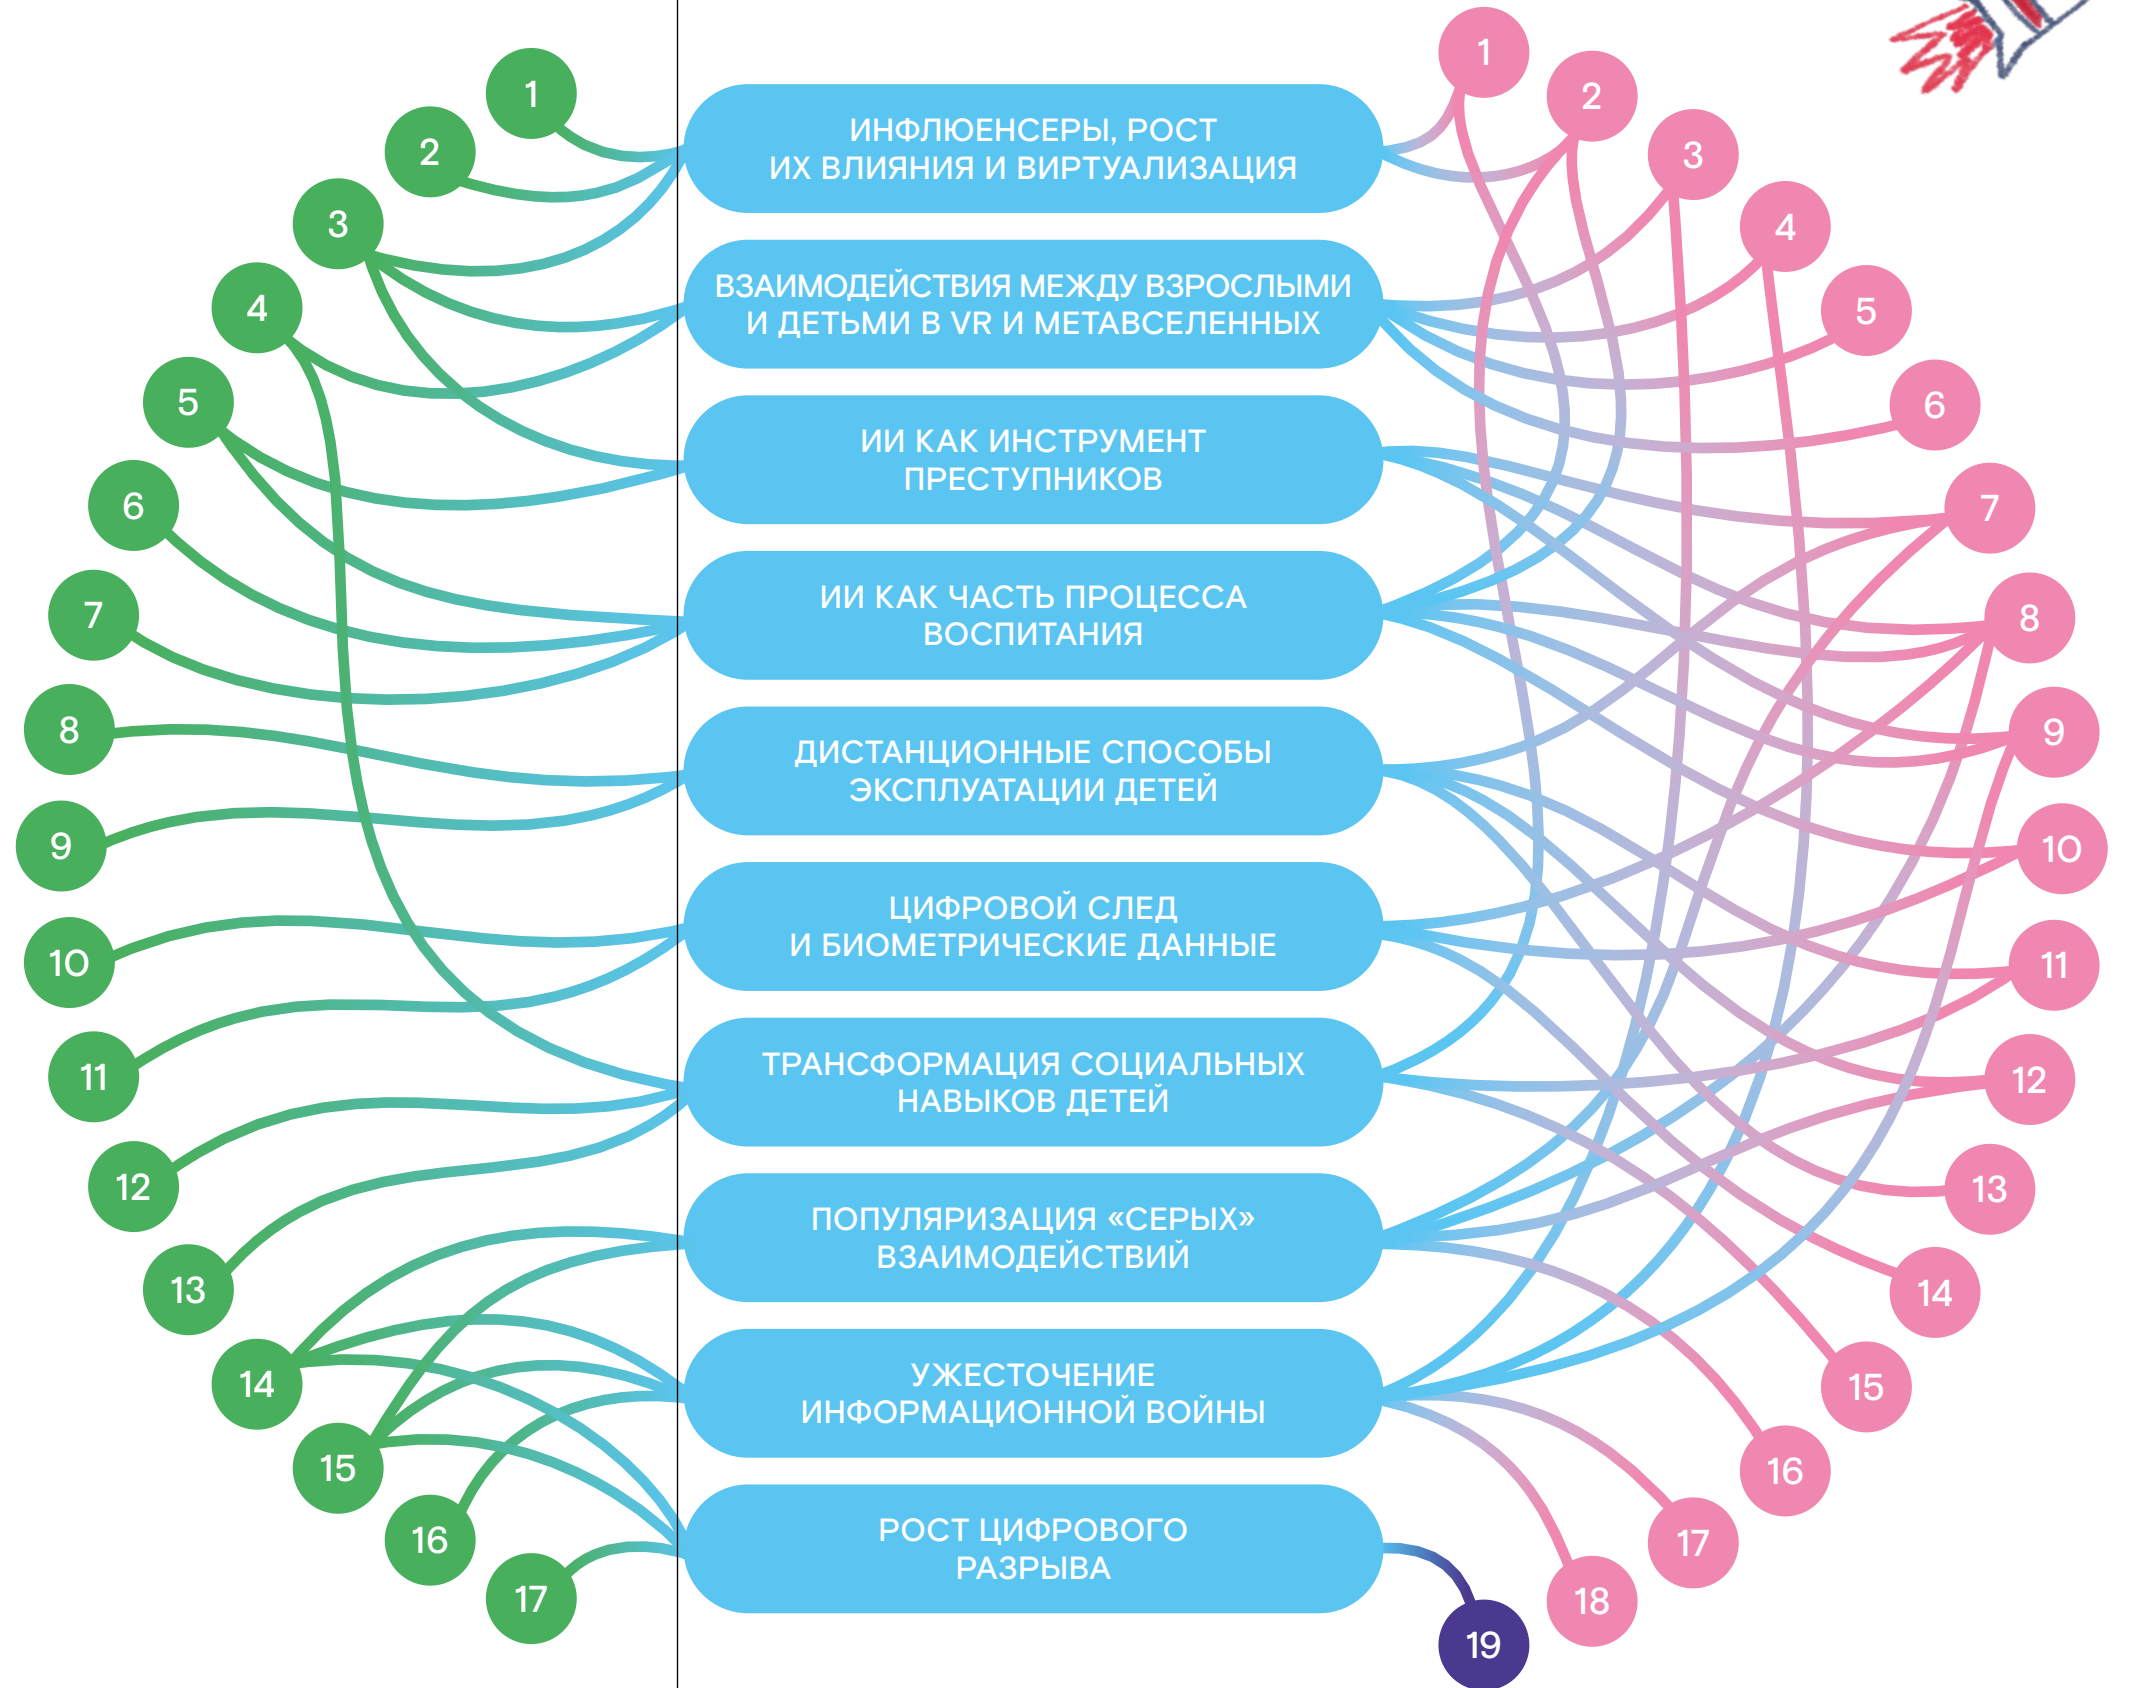 1
2
3
4
5
6
7
8
9
10
11
12
13
14
15
16
17
ИНФЛЮЕНСЕРЫ, РОСТ
ИХ ВЛИЯНИЯ И ВИРТУАЛИЗАЦИЯ
ВЗАИМОДЕЙСТВИЯ МЕЖДУ ВЗРОСЛЫМИ
И ДЕТЬМИ В VR И МЕТАВСЕЛЕННЫХ
ИИ КАК ИНСТРУМЕНТ
ПРЕСТУПНИКОВ
ИИ КАК ЧАСТЬ ПРОЦЕССА
ВОСПИТАНИЯ
ДИСТАНЦИОННЫЕ СПОСОБЫ
ЭКСПЛУАТАЦИИ ДЕТЕЙ
ЦИФРОВОЙ СЛЕД
И БИОМЕТРИЧЕСКИЕ ДАННЫЕ
ТРАНСФОРМАЦИЯ СОЦИАЛЬНЫХ
НАВЫКОВ ДЕТЕЙ
ПОПУЛЯРИЗАЦИЯ «СЕРЫХ»
ВЗАИМОДЕЙСТВИЙ
УЖЕСТОЧЕНИЕ
ИНФОРМАЦИОННОЙ ВОЙНЫ
РОСТ ЦИФРОВОГО
РАЗРЫВА
1
2
3
4
5
6
7
8
9
10
11
12
13
14
15
16
17
18
19